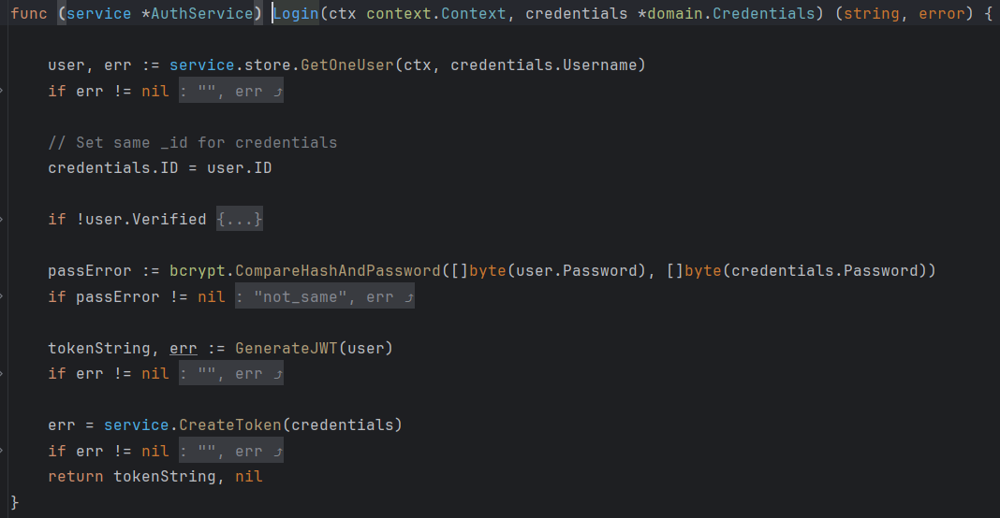 func (service *AuthService) Login(ctx context.Context, credentials *domain.Credentials) (string, error) {
user, err := service.store.GetOneUser(ctx, credentials.Username)
if err != nil : "", err ⤴
// Set same _id for credentials
credentials.ID = user.ID
if !user.Verified {...}
passError := bcrypt.CompareHashAndPassword([]byte(user.Password), []byte(credentials.Password))
if passError != nil : "not_same", err ⤴
tokenString, err := GenerateJWT(user)
if err != nil : "", err ⤴
err = service.CreateToken(credentials)
if err != nil : "", err ⤴
return tokenString, nil
}